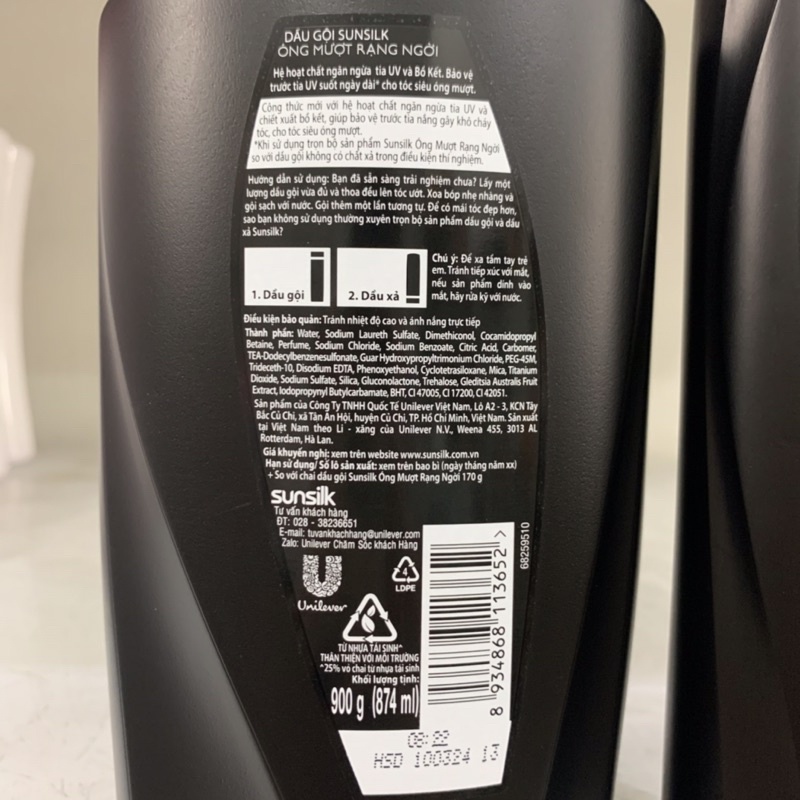 DẦU GỘI SUNSILK
ÓNG MƯỢT RẠNG NGỜI
Hệ hoạt chất ngăn ngừa tia UV và Bồ Kết. Bảo vệ
trước tia UV suốt ngày dài* cho tóc siêu óng mượt.
Công thức mới với hệ hoạt chất ngăn ngừa tia UV và
chiết xuất bồ kết, giúp bảo vệ trước tia nắng gây khô cháy
tóc, cho tóc siêu óng mượt.
*Khi sử dụng trọn bộ sản phẩm Sunsilk Óng Mượt Rạng Ngời
so với dầu gội không có chất xả trong điều kiện thí nghiệm.
Hướng dẫn sử dụng: Bạn đã sẵn sàng trải nghiệm chưa? Lấy một
lượng dầu gội vừa đủ và thoa đều lên tóc ướt. Xoa bóp nhẹ nhàng và
gội sạch với nước. Gội thêm một lần tương tự. Để có mái tóc đẹp hơn,
sao bạn không sử dụng thường xuyên trọn bộ sản phẩm dầu gội và dầu
xả Sunsilk?
1. Dầu gội
2. Dầu xả
Chú ý: Để xa tầm tay trẻ
em. Tránh tiếp xúc với mắt,
nếu sản phẩm dính vào
mắt, hãy rửa kỹ với nước.
Điều kiện bảo quản: Tránh nhiệt độ cao và ánh nắng trực tiếp
Thành phần: Water, Sodium Laureth Sulfate, Dimethiconol, Cocamidopropyl
Betaine, Perfume, Sodium Chloride, Sodium Benzoate, Citric Acid, Carbomer,
TEA-Dodecylbenzenesulfonate, Guar Hydroxypropyltrimonium Chloride, PEG-45M,
Trideceth-10, Disodium EDTA, Phenoxyethanol, Cyclotetrasiloxane, Mica, Titanium
Dioxide, Sodium Sulfate, Silica, Gluconolactone, Trehalose, Gleditsia Australis Fruit
Extract, Iodopropynyl Butylcarbamate, BHT, CI 47005, CI 17200, CI 42051.
Sản phẩm của Công Ty TNHH Quốc Tế Unilever Việt Nam, Lô A2 - 3, KCN Tây
Bắc Củ Chi, xã Tân An Hội, huyện Củ Chi, TP. Hồ Chí Minh, Việt Nam. Sản xuất
tại Việt Nam theo Li - xăng của Unilever N.V., Weena 455, 3013 AL
Rotterdam, Hà Lan.
Giá khuyến nghị: xem trên website www.sunsilk.com.vn
Hạn sử dụng/ Số lô sản xuất: xem trên bao bì (ngày tháng năm xx)
+ So với chai dầu gội Sunsilk Óng Mượt Rạng Ngời 170 g
sunsilk
Tư vấn khách hàng
ĐT: 028 - 38236651
E-mail: tuvankhachhang@unilever.com
Zalo: Unilever Chăm Sóc khách Hàng
Unilever
4
LDPE
TỪ NHỰA TÁI SINH^
THÂN THIỆN VỚI MÔI TRƯỜNG
^25% vỏ chai từ nhựa tái sinh
Khối lượng tịnh:
900 g (874 ml)
68259510
8 934868 113652 >
08:22
HSD 100324 13